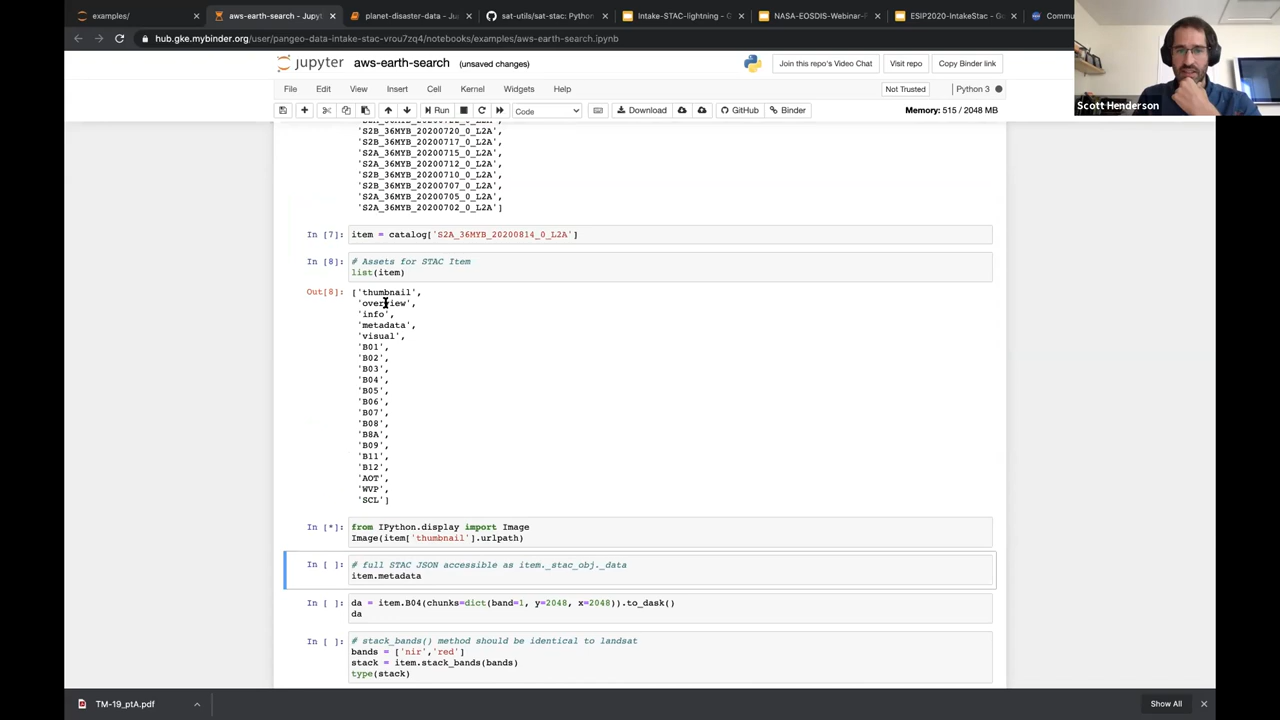 examples/
aws-earth-search - Jupyt
planet-disaster-data - Jup
sat-utils/sat-stac: Python
Intake-STAC-lightning - G
NASA-EOSDIS-Webinar-F
ESIP2020-IntakeStac - Go
Commu
hub.gke.mybinder.org/user/pangeo-data-intake-stac-vrou7zq4/notebooks/examples/aws-earth-search.ipynb
jupyter aws-earth-search (unsaved changes)
Join this repo's Video Chat Visit repo Copy Binder link
Scott Henderson
File Edit View Insert Cell Kernel Widgets Help
Not Trusted Python 3
Run Code Download GitHub Binder
Memory: 515 / 2048 MB
'S2B_36MYB_20200720_0_L2A',
'S2B_36MYB_20200717_0_L2A',
'S2A_36MYB_20200715_0_L2A',
'S2A_36MYB_20200712_0_L2A',
'S2B_36MYB_20200710_0_L2A',
'S2B_36MYB_20200707_0_L2A',
'S2A_36MYB_20200705_0_L2A',
'S2A_36MYB_20200702_0_L2A']
In [7]: item = catalog['S2A_36MYB_20200814_0_L2A']
In [8]: # Assets for STAC Item
list(item)
Out[8]: ['thumbnail',
'overview',
'info',
'metadata',
'visual',
'B01',
'B02',
'B03',
'B04',
'B05',
'B06',
'B07',
'B08',
'B8A',
'B09',
'B11',
'B12',
'AOT',
'WVP',
'SCL']
In [*]: from IPython.display import Image
Image(item['thumbnail'].urlpath)
In [ ]: # full STAC JSON accessible as item._stac_obj._data
item.metadata
In [ ]: da = item.B04(chunks=dict(band=1, y=2048, x=2048)).to_dask()
da
In [ ]: # stack_bands() method should be identical to landsat
bands = ['nir','red']
stack = item.stack_bands(bands)
type(stack)
TM-19_ptA.pdf
Show All